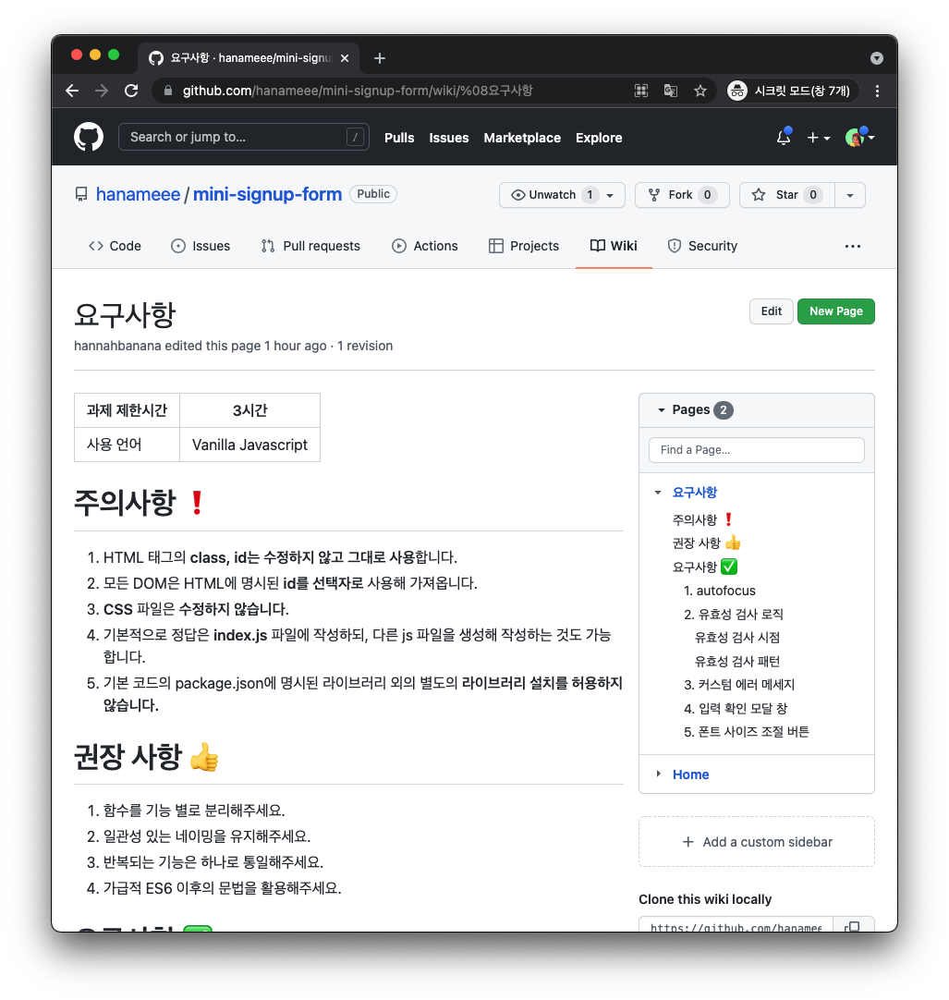 요구사항 · hanameee/mini-signu
github.com/hanameee/mini-signup-form/wiki/%08요구사항
시크릿 모드(창 7개)
Search or jump to...
/
Pulls
Issues
Marketplace
Explore
hanameee / mini-signup-form
Public
Unwatch 1
Fork 0
Star 0
Code
Issues
Pull requests
Actions
Projects
Wiki
Security
요구사항
Edit
New Page
hannahbanana edited this page 1 hour ago · 1 revision
과제 제한시간 3시간
사용 언어 Vanilla Javascript
주의사항 ❗
1. HTML 태그의 class, id는 수정하지 않고 그대로 사용합니다.
2. 모든 DOM은 HTML에 명시된 id를 선택자로 사용해 가져옵니다.
3. CSS 파일은 수정하지 않습니다.
4. 기본적으로 정답은 index.js 파일에 작성하되, 다른 js 파일을 생성해 작성하는 것도 가능
합니다.
5. 기본 코드의 package.json에 명시된 라이브러리 외의 별도의 라이브러리 설치를 허용하지
않습니다.
권장 사항 👍
1. 함수를 기능 별로 분리해주세요.
2. 일관성 있는 네이밍을 유지해주세요.
3. 반복되는 기능은 하나로 통일해주세요.
4. 가급적 ES6 이후의 문법을 활용해주세요.
Pages 2
Find a Page...
요구사항
주의사항 ❗
권장 사항 👍
요구사항 ✅
1. autofocus
2. 유효성 검사 로직
유효성 검사 시점
유효성 검사 패턴
3. 커스텀 에러 메세지
4. 입력 확인 모달 창
5. 폰트 사이즈 조절 버튼
Home
Add a custom sidebar
Clone this wiki locally
https://github.com/hanamee